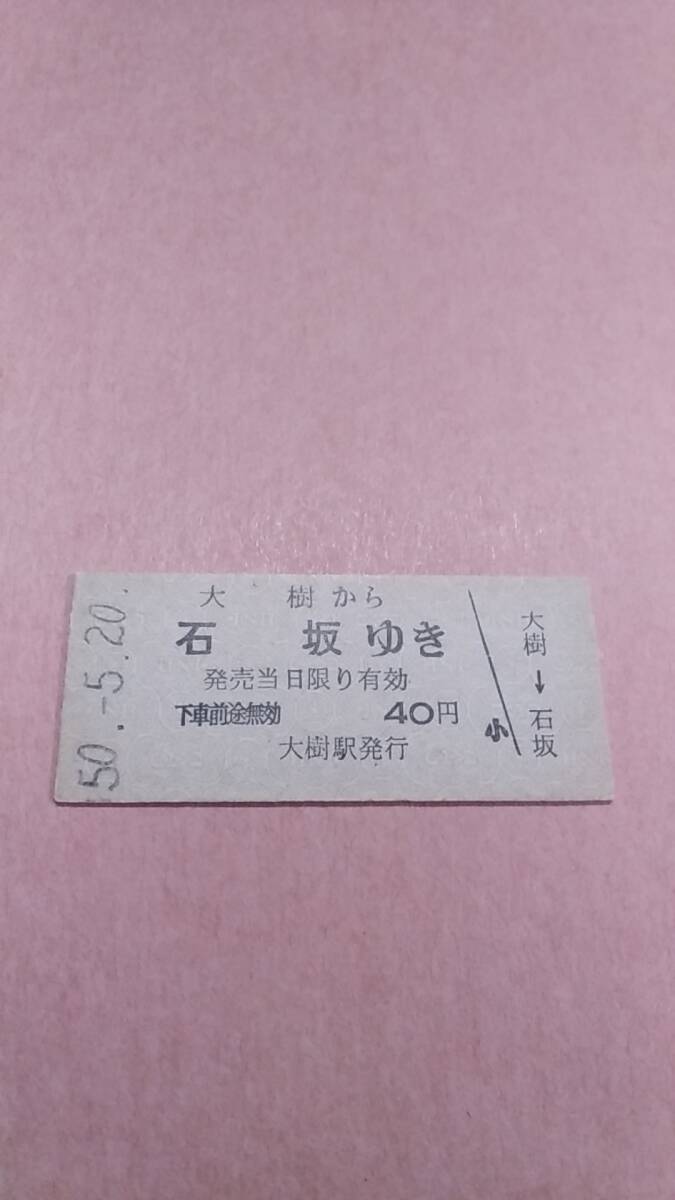 50.-5.20.
大樹から
石坂ゆき
発売当日限り有効
下車前途無効 40円
大樹駅発行
小
大樹→石坂